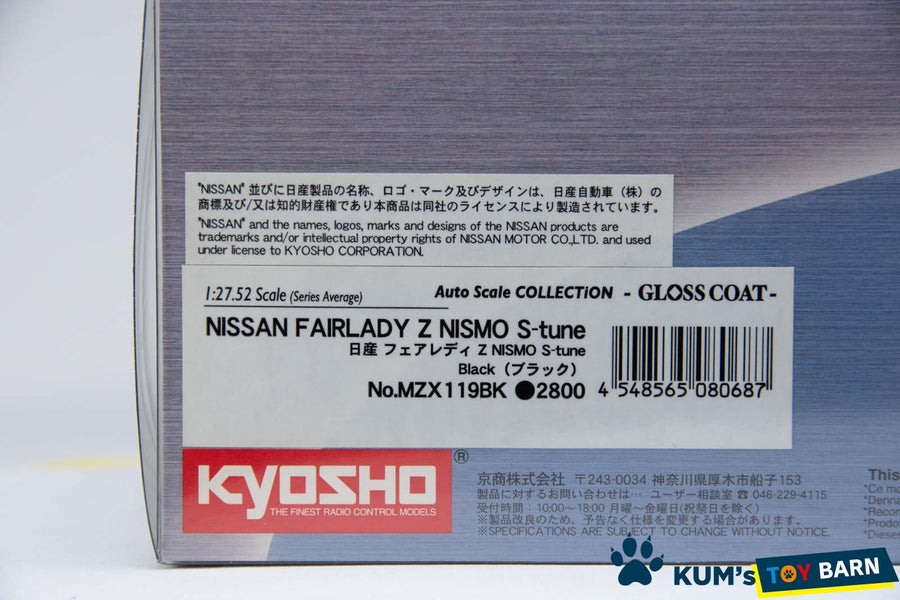 "NISSAN" 並びに日産製品の名称、ロゴ・マーク及びデザインは、日産自動車（株）の
商標及び/又は知的財産権であり本商品は同社のライセンスにより製造されています。
"NISSAN" and the names, logos, marks and designs of the NISSAN products are
trademarks and/or intellectual property rights of NISSAN MOTOR CO.,LTD. and used
under license to KYOSHO CORPORATION.
1:27.52 Scale (Series Average)
Auto Scale COLLECTiON - GLOSS COAT -
NISSAN FAIRLADY Z NISMO S-tune
日産 フェアレディ Z NISMO S-tune
Black（ブラック）
No.MZX119BK ●2800
4 548565 080687
KYOSHO ®
THE FINEST RADIO CONTROL MODELS
京商株式会社 〒243-0034 神奈川県厚木市船子153
製品に対するお問い合わせは… ユーザー相談室 ☎ 046-229-4115
受付時間：10:00〜18:00 月曜〜金曜日(祝祭日を除く)
※製品改良のため、予告なく仕様を変更する場合があります。
※SPECIFICATIONS ARE SUBJECT TO CHANGE WITHOUT NOTICE.
This
*Ce mo
*Denna
*Recom
*Prodo
*Dieses
KUM's TOY BARN